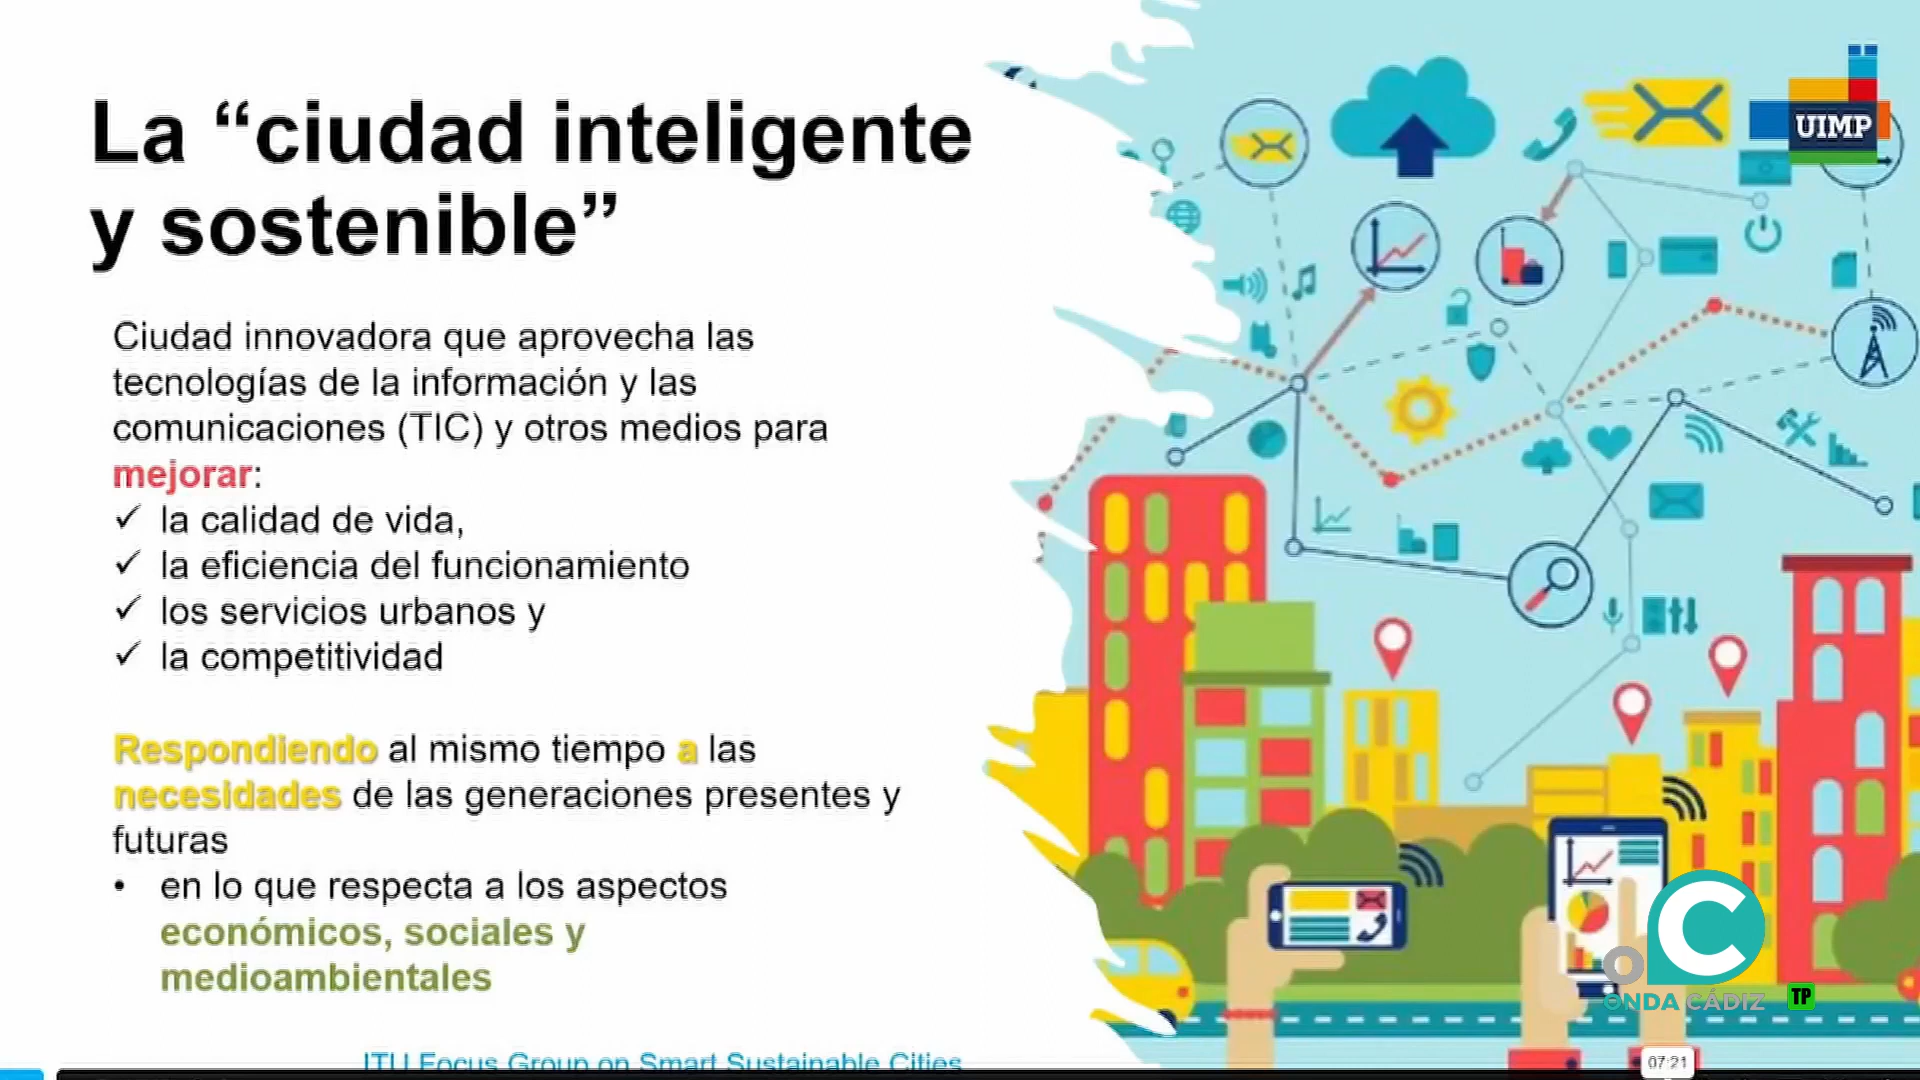 La “ciudad inteligente
y sostenible”
UIMP
Ciudad innovadora que aprovecha las
tecnologías de la información y las
comunicaciones (TIC) y otros medios para
mejorar:
✓ la calidad de vida,
✓ la eficiencia del funcionamiento
✓ los servicios urbanos y
✓ la competitividad
Respondiendo al mismo tiempo a las
necesidades de las generaciones presentes y
futuras
• en lo que respecta a los aspectos
económicos, sociales y
medioambientales
ONDA CÁDIZ
TP
ITU Focus Group on Smart Sustainable Cities
07:21